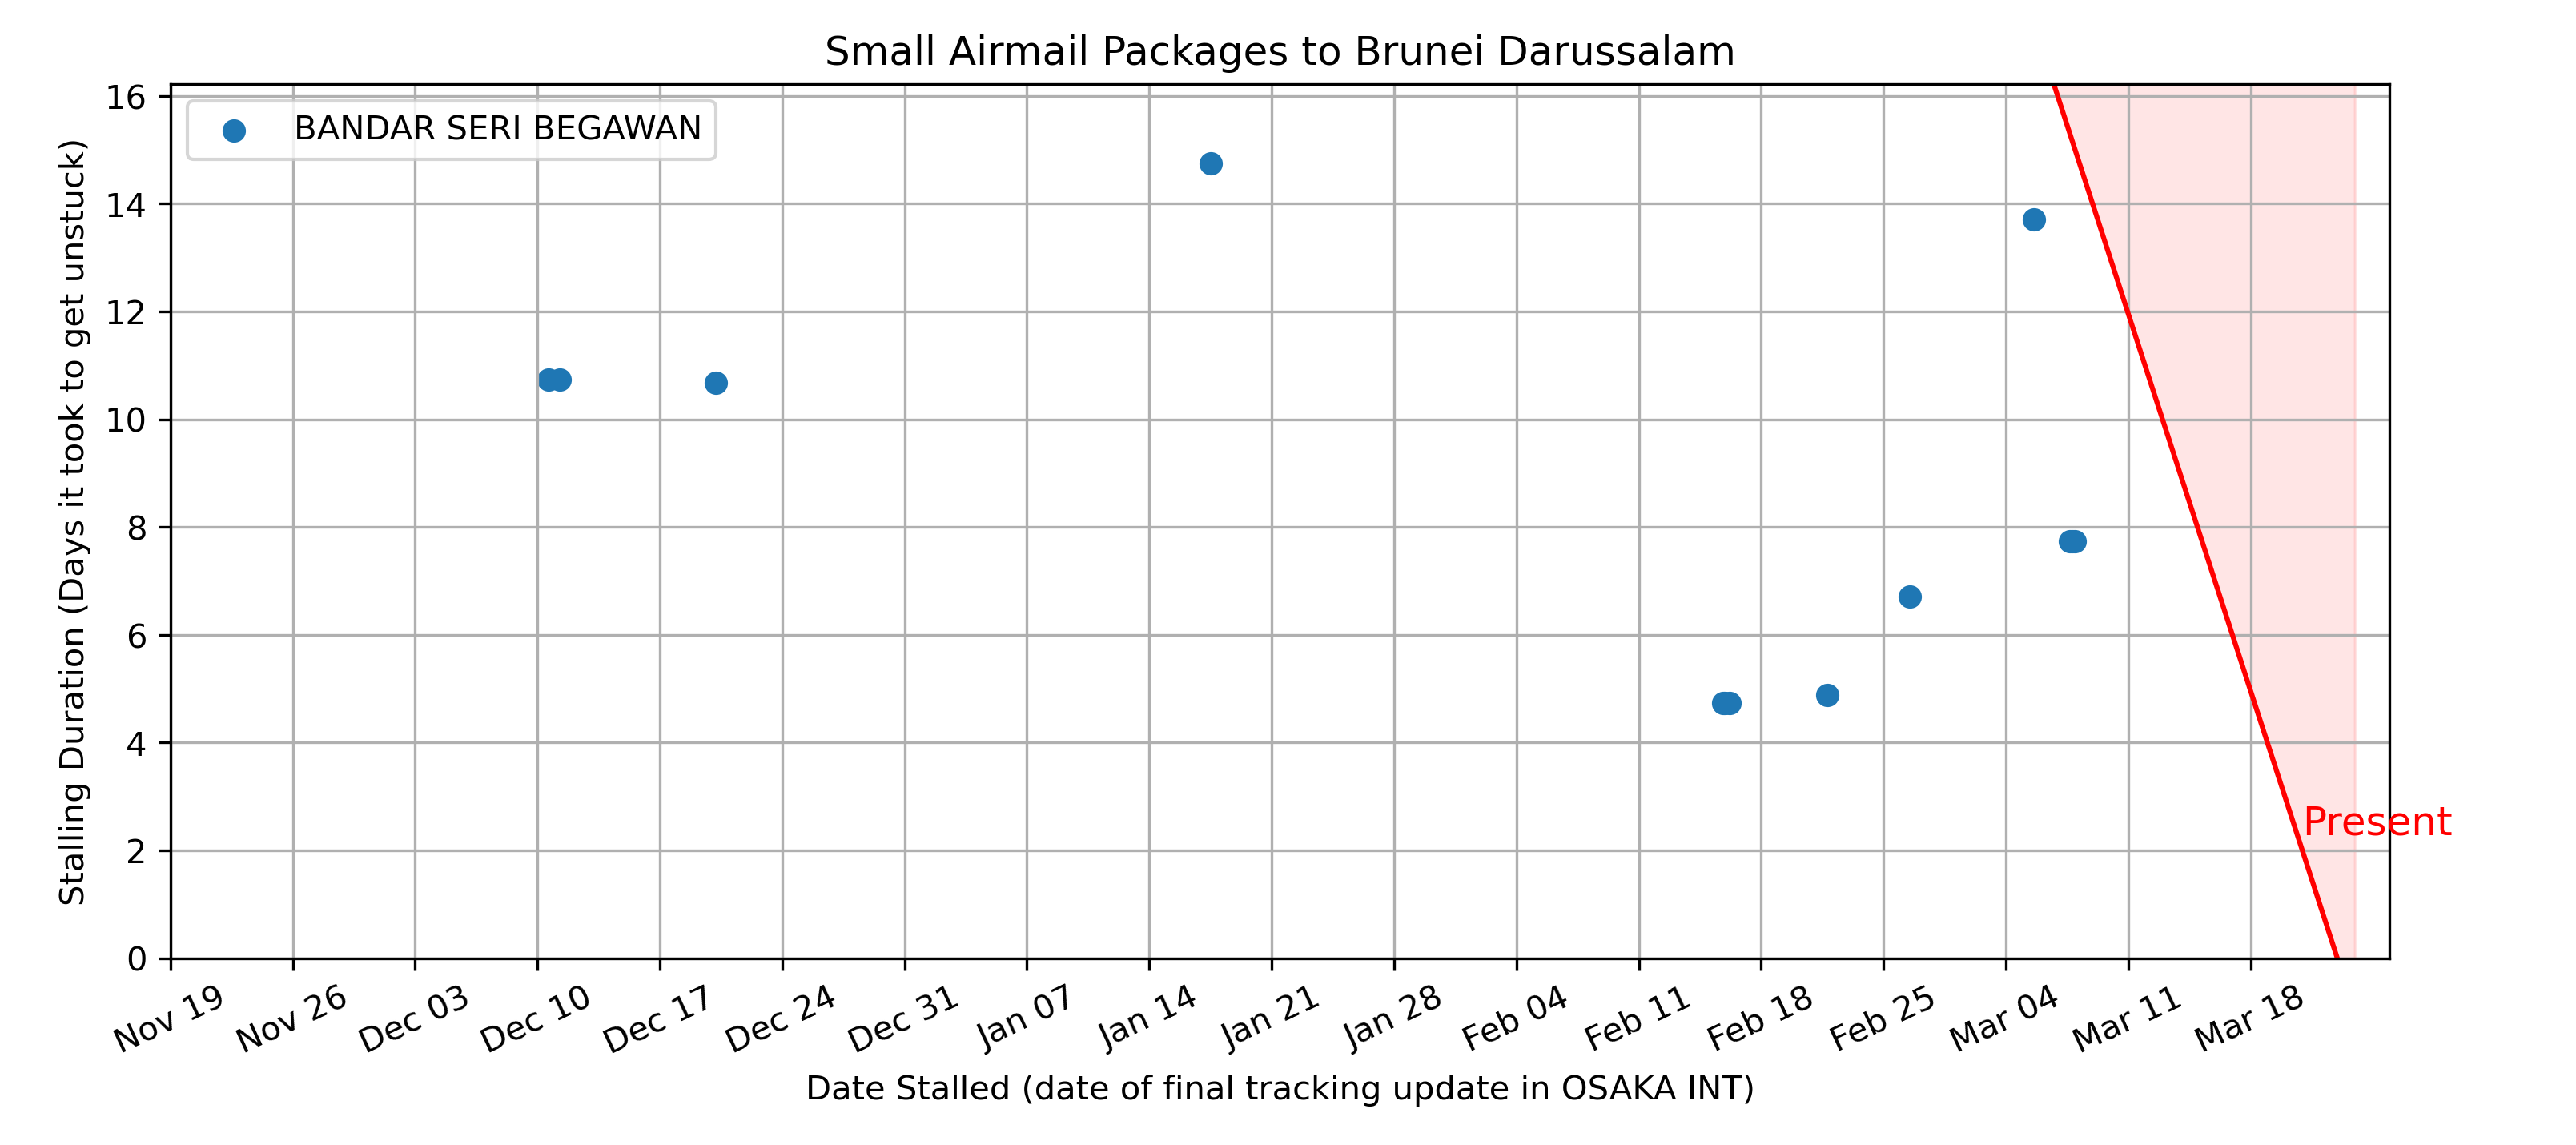 Small Airmail Packages to Brunei Darussalam
BANDAR SERI BEGAWAN
Stalling Duration (Days it took to get unstuck)
16
14
12
10
8
6
4
2
0
Present
Nov 19
Nov 26
Dec 03
Dec 10
Dec 17
Dec 24
Dec 31
Jan 07
Jan 14
Jan 21
Jan 28
Feb 04
Feb 11
Feb 18
Feb 25
Mar 04
Mar 11
Mar 18
Date Stalled (date of final tracking update in OSAKA INT)